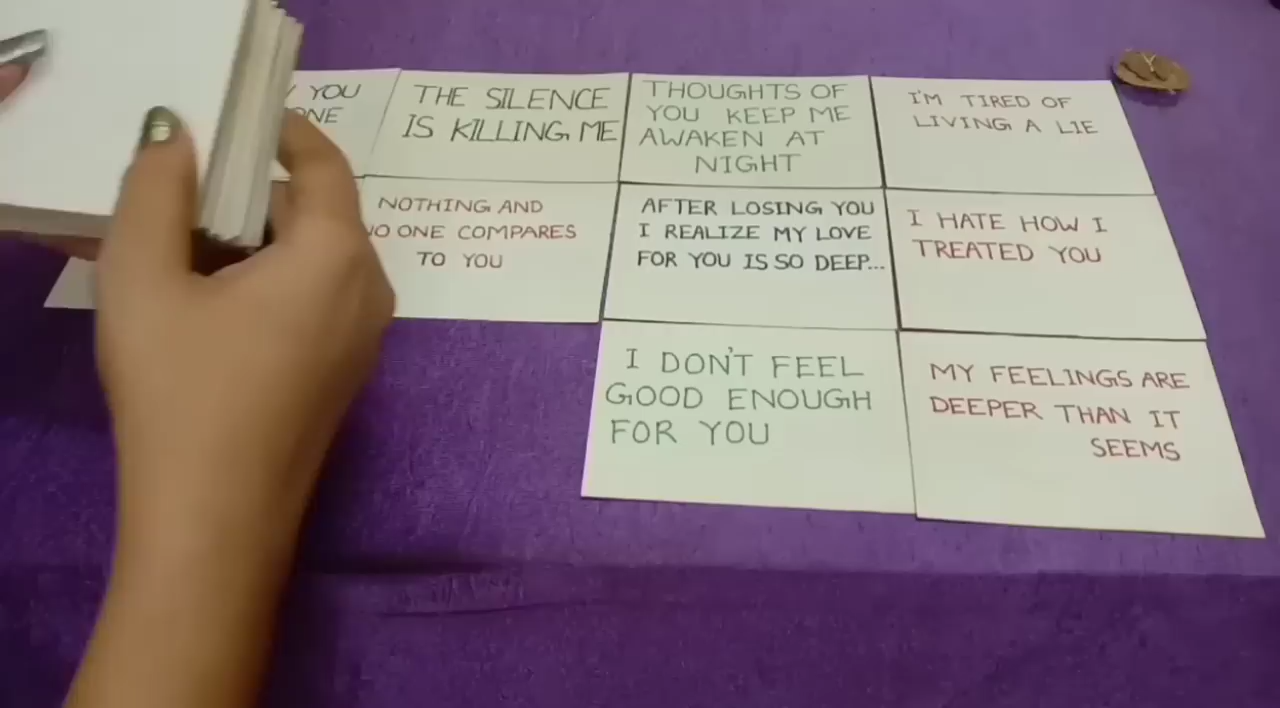 YOU
THE SILENCE
IS KILLING ME
THOUGHTS OF
YOU KEEP ME
AWAKEN AT
NIGHT
I'M TIRED OF
LIVING A LIE
NOTHING AND
NO ONE COMPARES
TO YOU
AFTER LOSING YOU
I REALIZE MY LOVE
FOR YOU IS SO DEEP...
I HATE HOW I
TREATED YOU
I DON'T FEEL
GOOD ENOUGH
FOR YOU
MY FEELINGS ARE
DEEPER THAN IT
SEEMS